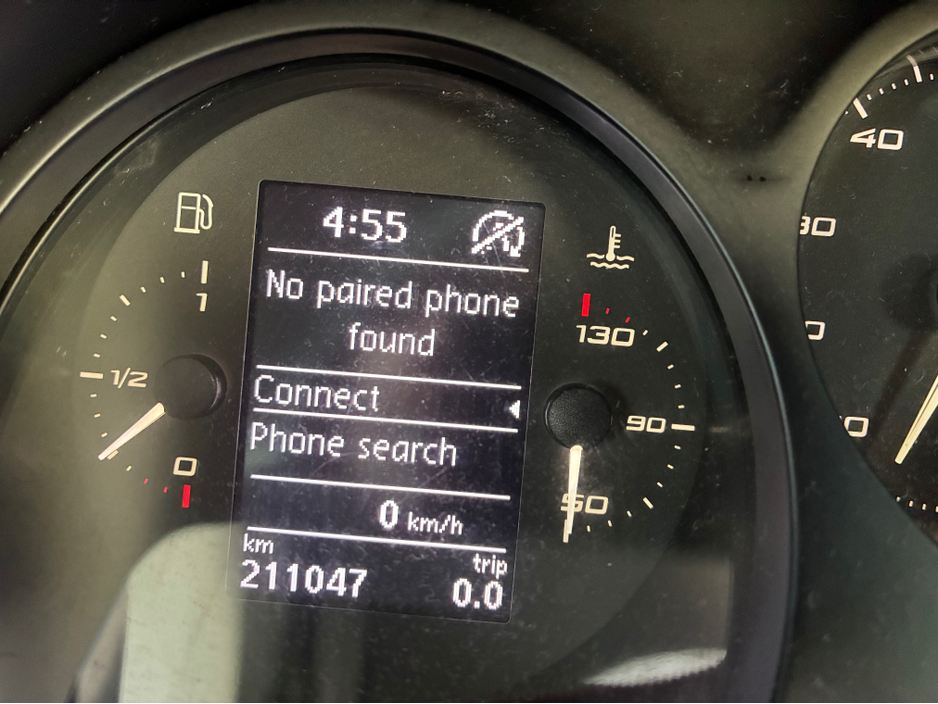 4:55
No paired phone
found
Connect
Phone search
0 km/h
km
trip
211047
0.0
1
1/2
0
130
90
50
40